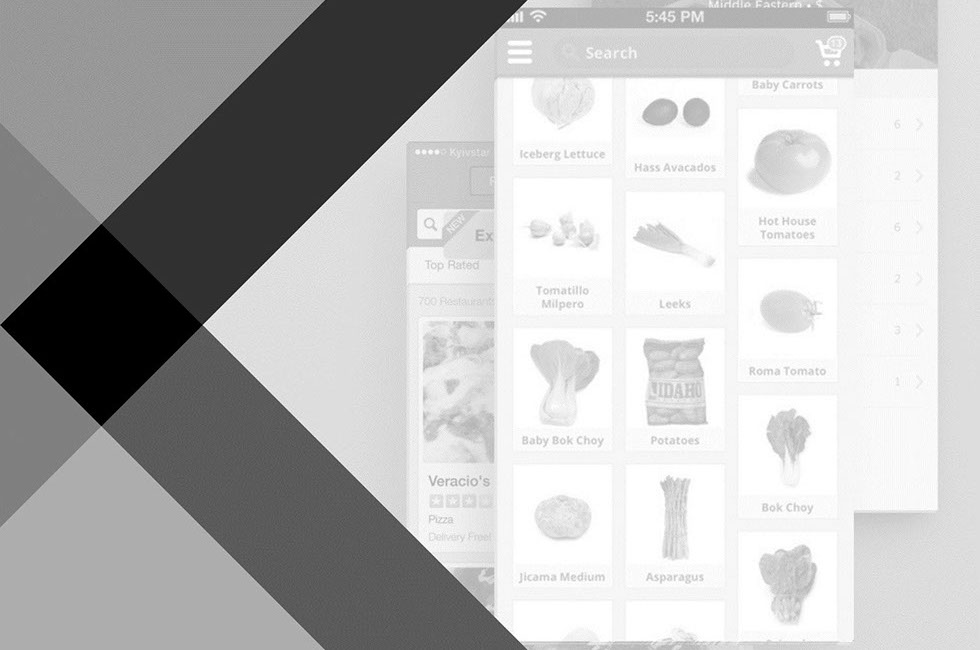 Middle Eastern • $
5:45 PM
13
Search
Baby Carrots
Iceberg Lettuce
Hass Avacados
Hot House
Tomatoes
Tomatillo
Milpero
Leeks
Roma Tomato
Baby Bok Choy
Potatoes
IDAHO
Bok Choy
Jicama Medium
Asparagus
Kyivstar
NEW
Ex
Top Rated
700 Restaurants
Veracio's
Pizza
Delivery Free!
6
2
6
2
3
1